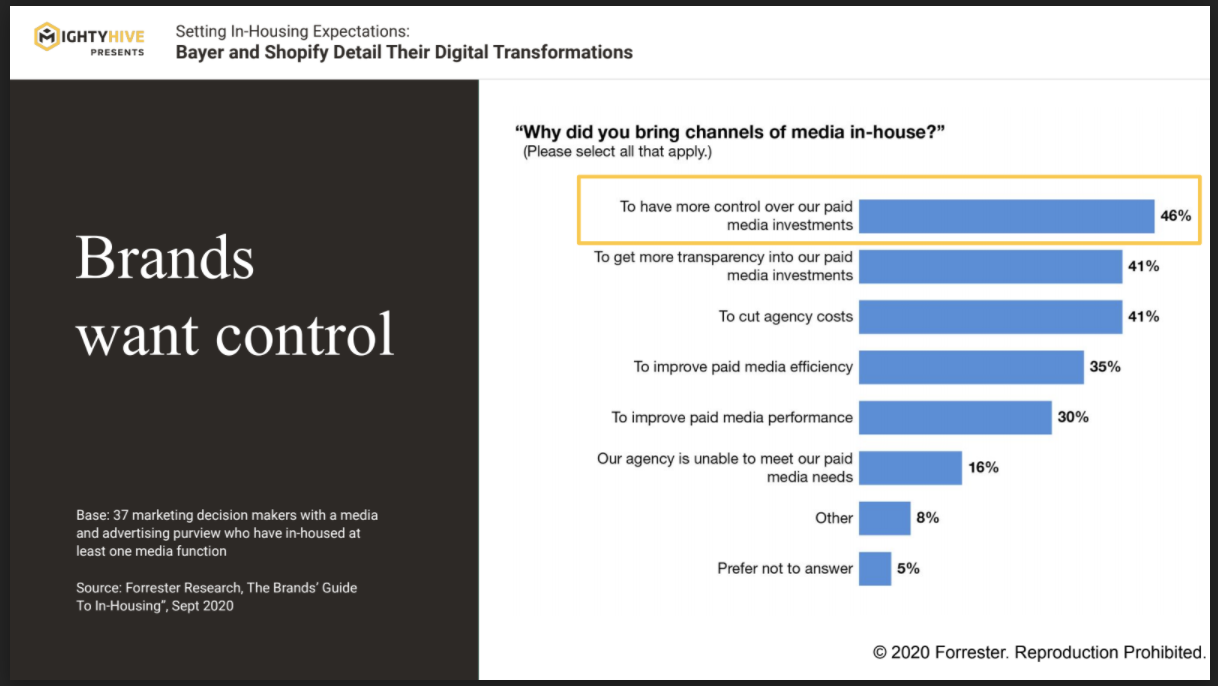 MIGHTYHIVE
PRESENTS
Setting In-Housing Expectations:
Bayer and Shopify Detail Their Digital Transformations
Brands
want control
Base: 37 marketing decision makers with a media
and advertising purview who have in-housed at
least one media function
Source: Forrester Research, The Brands’ Guide
To In-Housing”, Sept 2020
“Why did you bring channels of media in-house?”
(Please select all that apply.)
To have more control over our paid
media investments
46%
To get more transparency into our paid
media investments
41%
To cut agency costs
41%
To improve paid media efficiency
35%
To improve paid media performance
30%
Our agency is unable to meet our paid
media needs
16%
Other
8%
Prefer not to answer
5%
© 2020 Forrester. Reproduction Prohibited.